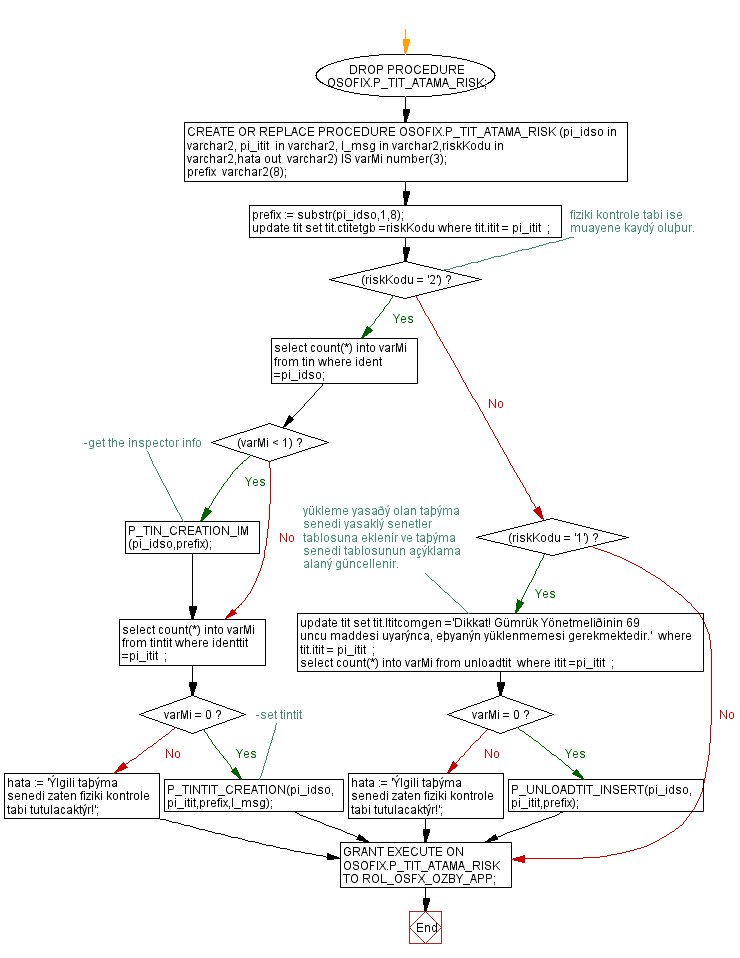 DROP PROCEDURE
OSOFIX.P_TIT_ATAMA_RISK;
CREATE OR REPLACE PROCEDURE OSOFIX.P_TIT_ATAMA_RISK (pi_idso in
varchar2, pi_itit in varchar2, l_msg in varchar2,riskKodu in
varchar2,hata out varchar2) IS varMi number(3);
prefix varchar2(8);
prefix := substr(pi_idso,1,8);
update tit set tit.ctitetgb =riskKodu where tit.itit = pi_itit ;
fiziki kontrole tabi ise
muayene kaydý oluþur.
(riskKodu = '2') ?
Yes
No
select count(*) into varMi
from tin where ident
=pi_idso;
(varMi < 1) ?
-get the inspector info
Yes
No
P_TIN_CREATION_IM
(pi_idso,prefix);
yükleme yasaðý olan taþýma
senedi yasaklý senetler
tablosuna eklenir ve taþýma
senedi tablosunun açýklama
alaný güncellenir.
(riskKodu = '1') ?
Yes
No
select count(*) into varMi
from tintit where identtit
=pi_itit ;
update tit set tit.ltitcomgen ='Dikkat! Gümrük Yönetmeliðinin 69
uncu maddesi uyarýnca, eþyanýn yüklenmemesi gerekmektedir.' where
tit.itit = pi_itit ;
select count(*) into varMi from unloadtit where itit =pi_itit ;
varMi = 0 ?
-set tintit
No
Yes
varMi = 0 ?
No
Yes
hata := 'Ýlgili taþýma
senedi zaten fiziki kontrole
tabi tutulacaktýr!';
P_TINTIT_CREATION(pi_idso,
pi_itit,prefix,l_msg);
hata := 'Ýlgili taþýma
senedi zaten fiziki kontrole
tabi tutulacaktýr!';
P_UNLOADTIT_INSERT(pi_idso,
pi_itit,prefix);
GRANT EXECUTE ON
OSOFIX.P_TIT_ATAMA_RISK
TO ROL_OSFX_OZBY_APP;
End